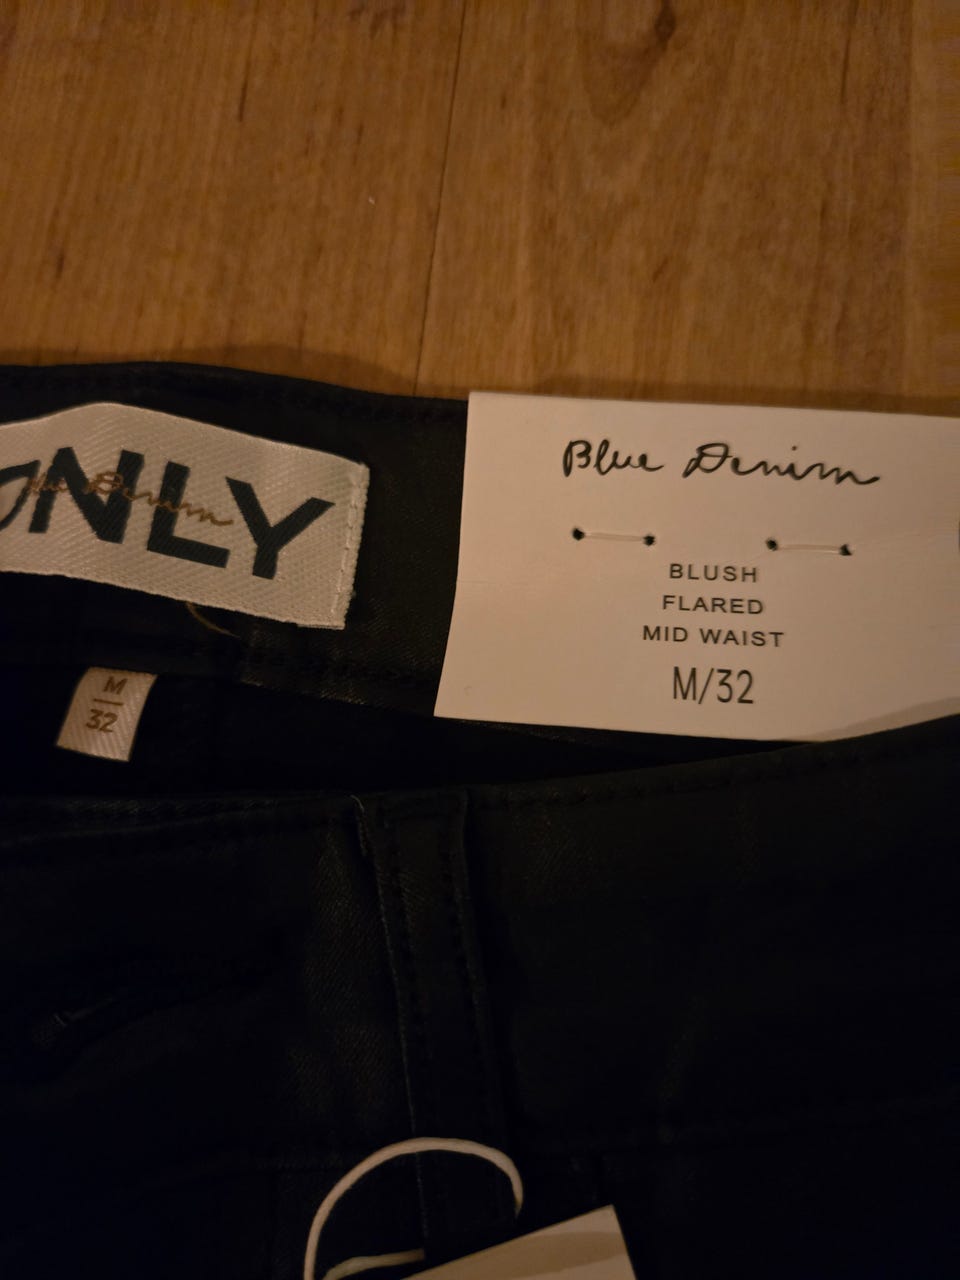 ONLY
Blue Denim
M
32
Blue Denim
BLUSH
FLARED
MID WAIST
M/32